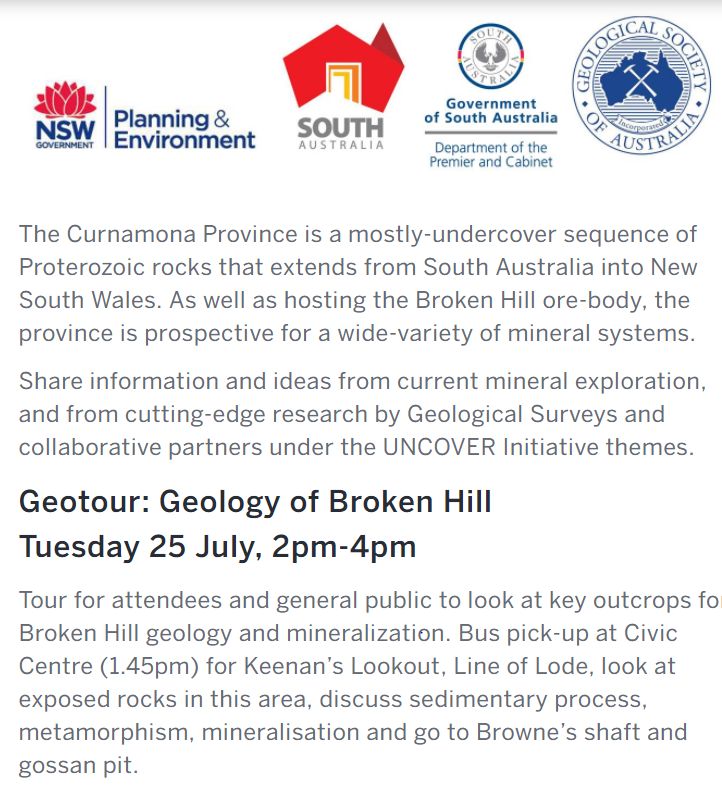 NSW
GOVERNMENT
Planning &
Environment
SOUTH
AUSTRALIA
SOUTH
AUSTRALIA
Government
of South Australia
Department of the
Premier and Cabinet
GEOLOGICAL SOCIETY
OF AUSTRALIA
Incorporated
The Curnamona Province is a mostly-undercover sequence of
Proterozoic rocks that extends from South Australia into New
South Wales. As well as hosting the Broken Hill ore-body, the
province is prospective for a wide-variety of mineral systems.
Share information and ideas from current mineral exploration,
and from cutting-edge research by Geological Surveys and
collaborative partners under the UNCOVER Initiative themes.
Geotour: Geology of Broken Hill
Tuesday 25 July, 2pm-4pm
Tour for attendees and general public to look at key outcrops fo
Broken Hill geology and mineralization. Bus pick-up at Civic
Centre (1.45pm) for Keenan’s Lookout, Line of Lode, look at
exposed rocks in this area, discuss sedimentary process,
metamorphism, mineralisation and go to Browne’s shaft and
gossan pit.